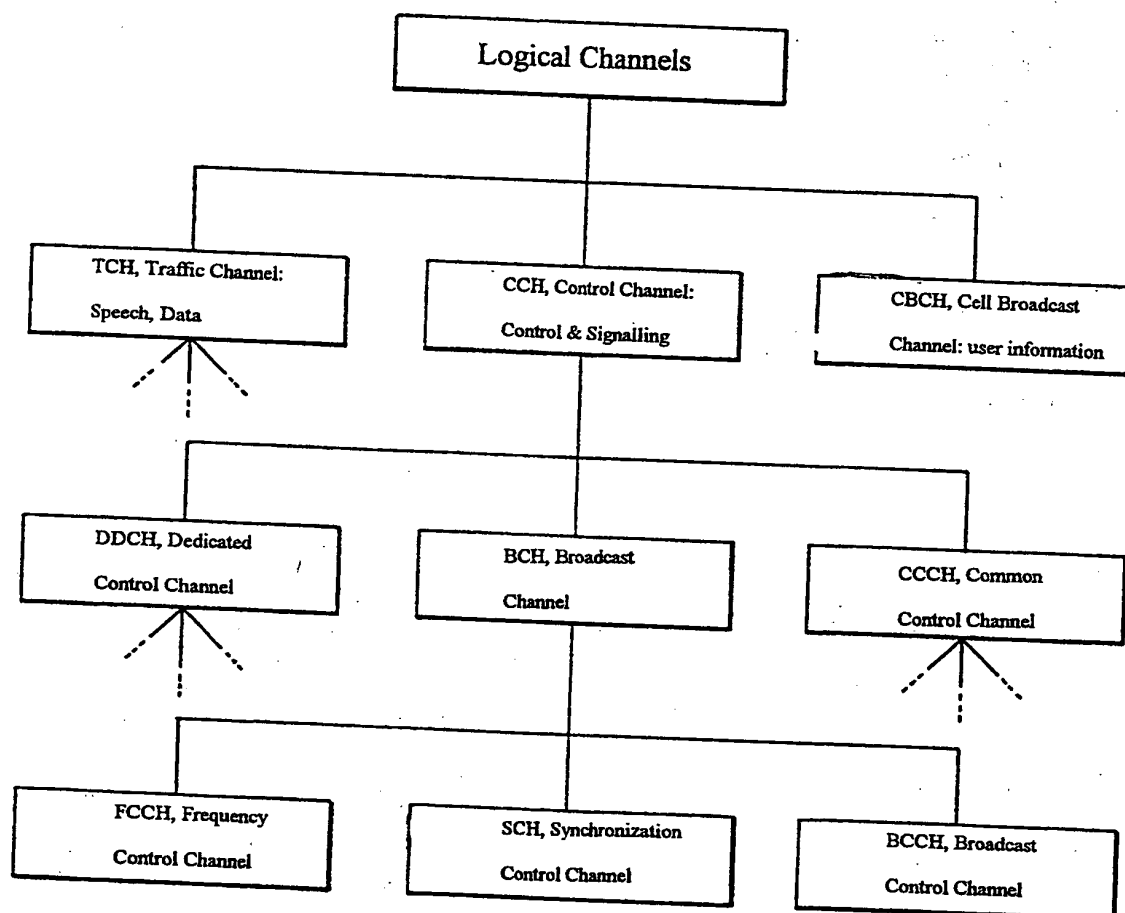 Logical Channels
TCH, Traffic Channel:
Speech, Data
CCH, Control Channel:
Control & Signalling
CBCH, Cell Broadcast
Channel: user information
DDCH, Dedicated
Control Channel
BCH, Broadcast
Channel
CCCH, Common
Control Channel
FCCH, Frequency
Control Channel
SCH, Synchronization
Control Channel
BCCH, Broadcast
Control Channel